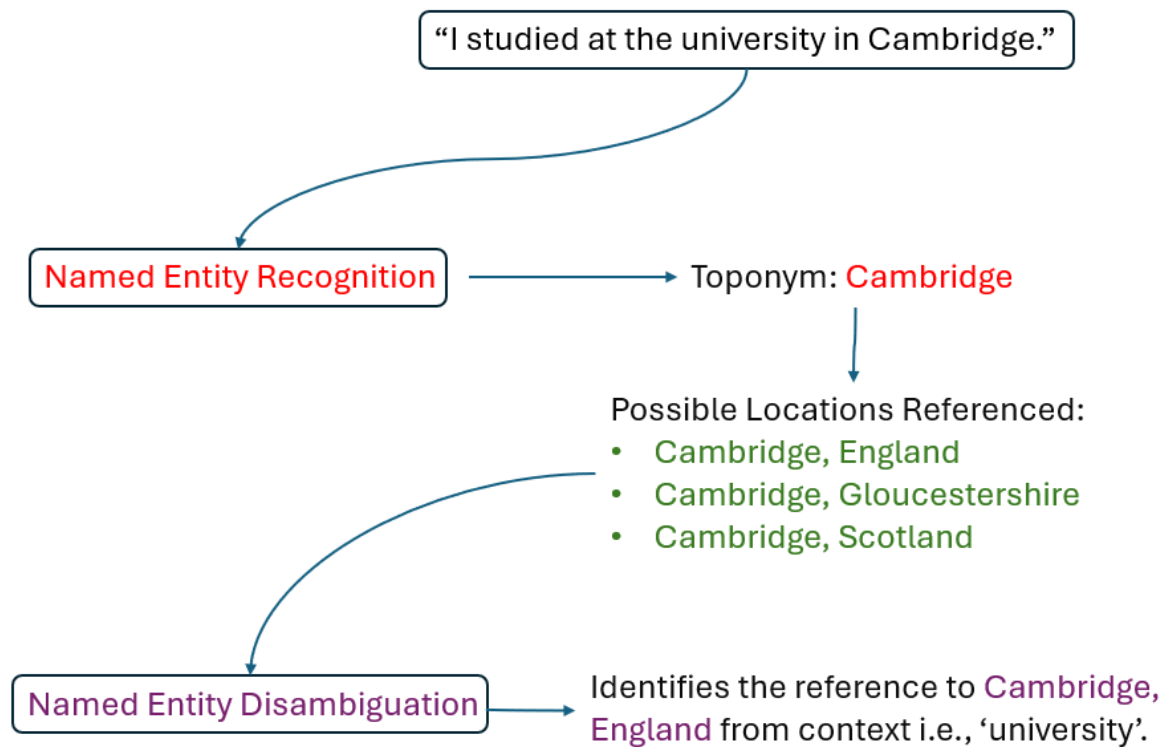 “I studied at the university in Cambridge.”
Named Entity Recognition
Toponym: Cambridge
Possible Locations Referenced:
• Cambridge, England
• Cambridge, Gloucestershire
• Cambridge, Scotland
Named Entity Disambiguation
Identifies the reference to Cambridge,
England from context i.e., ‘university’.